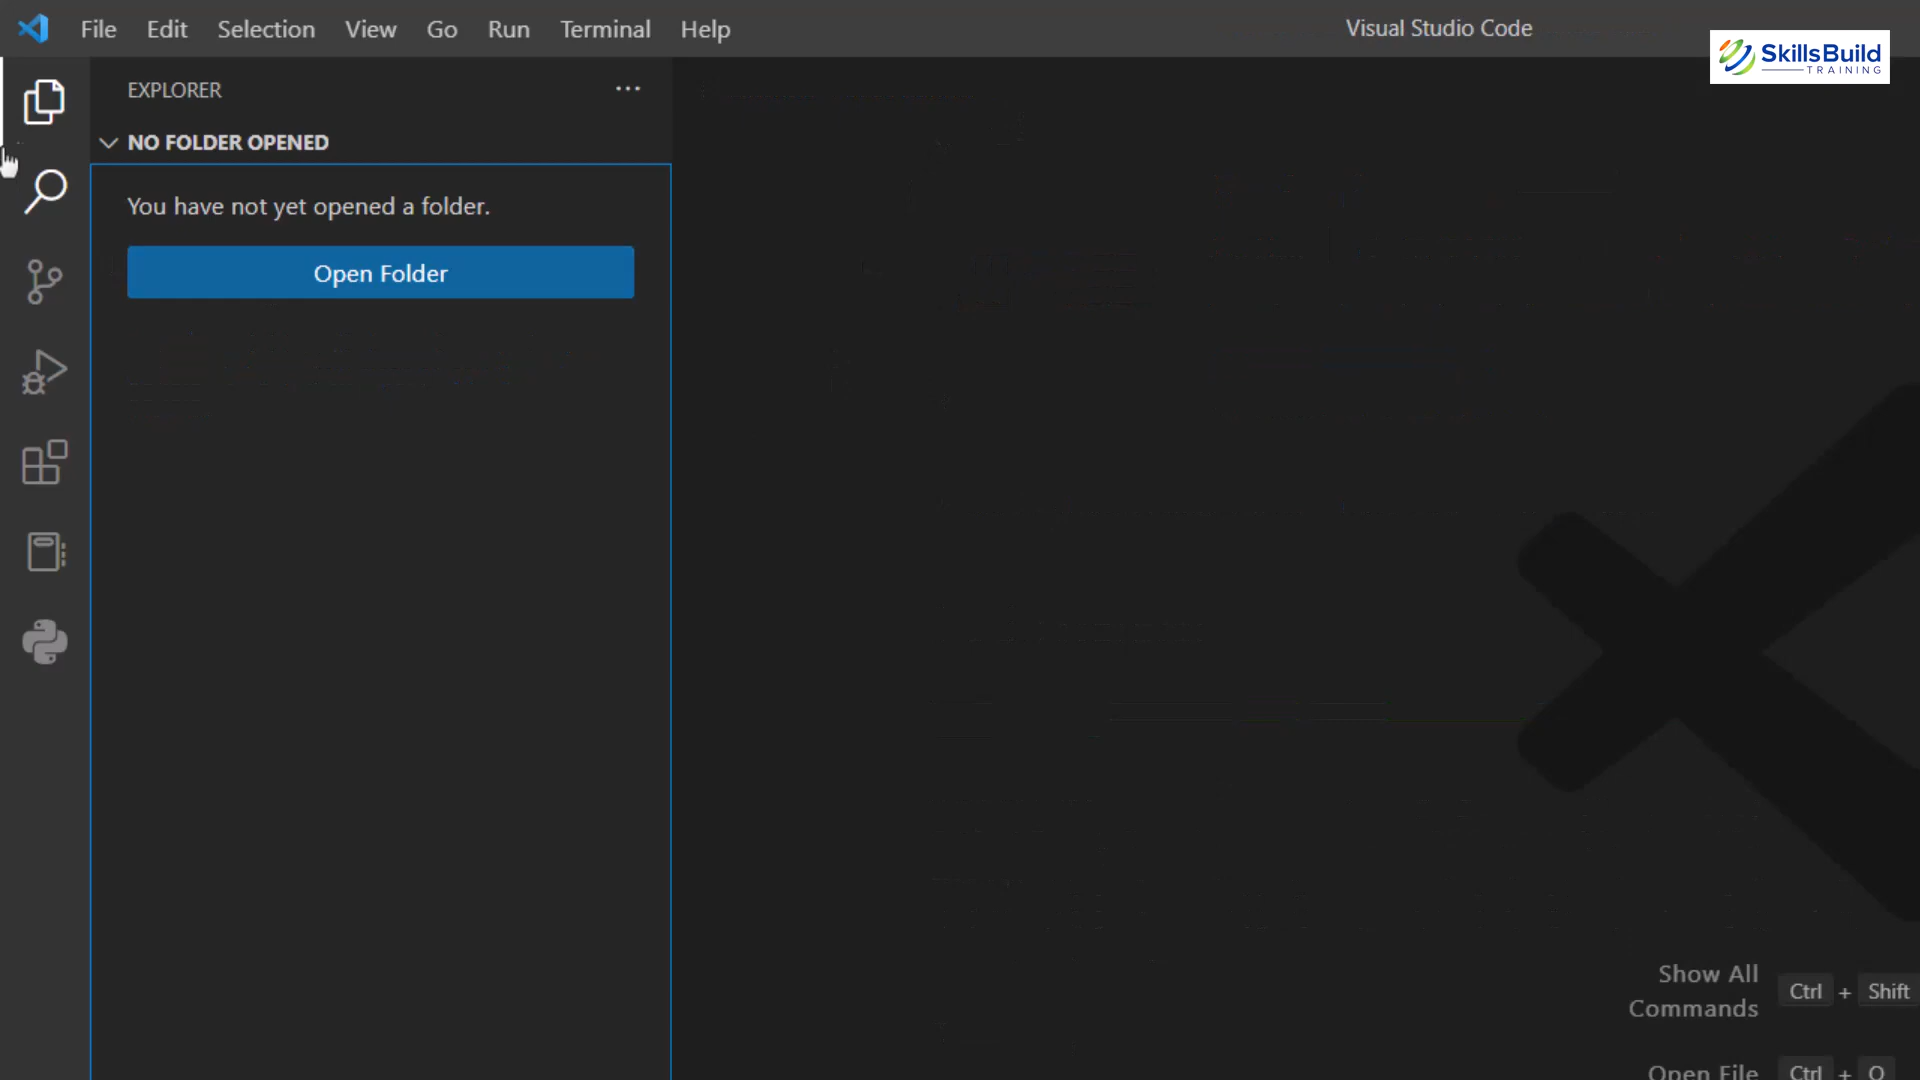 File Edit Selection View Go Run Terminal Help
Visual Studio Code
SkillsBuild
TRAINING
EXPLORER
NO FOLDER OPENED
You have not yet opened a folder.
Open Folder
Show All
Commands
Ctrl + Shift
Open File Ctrl + O